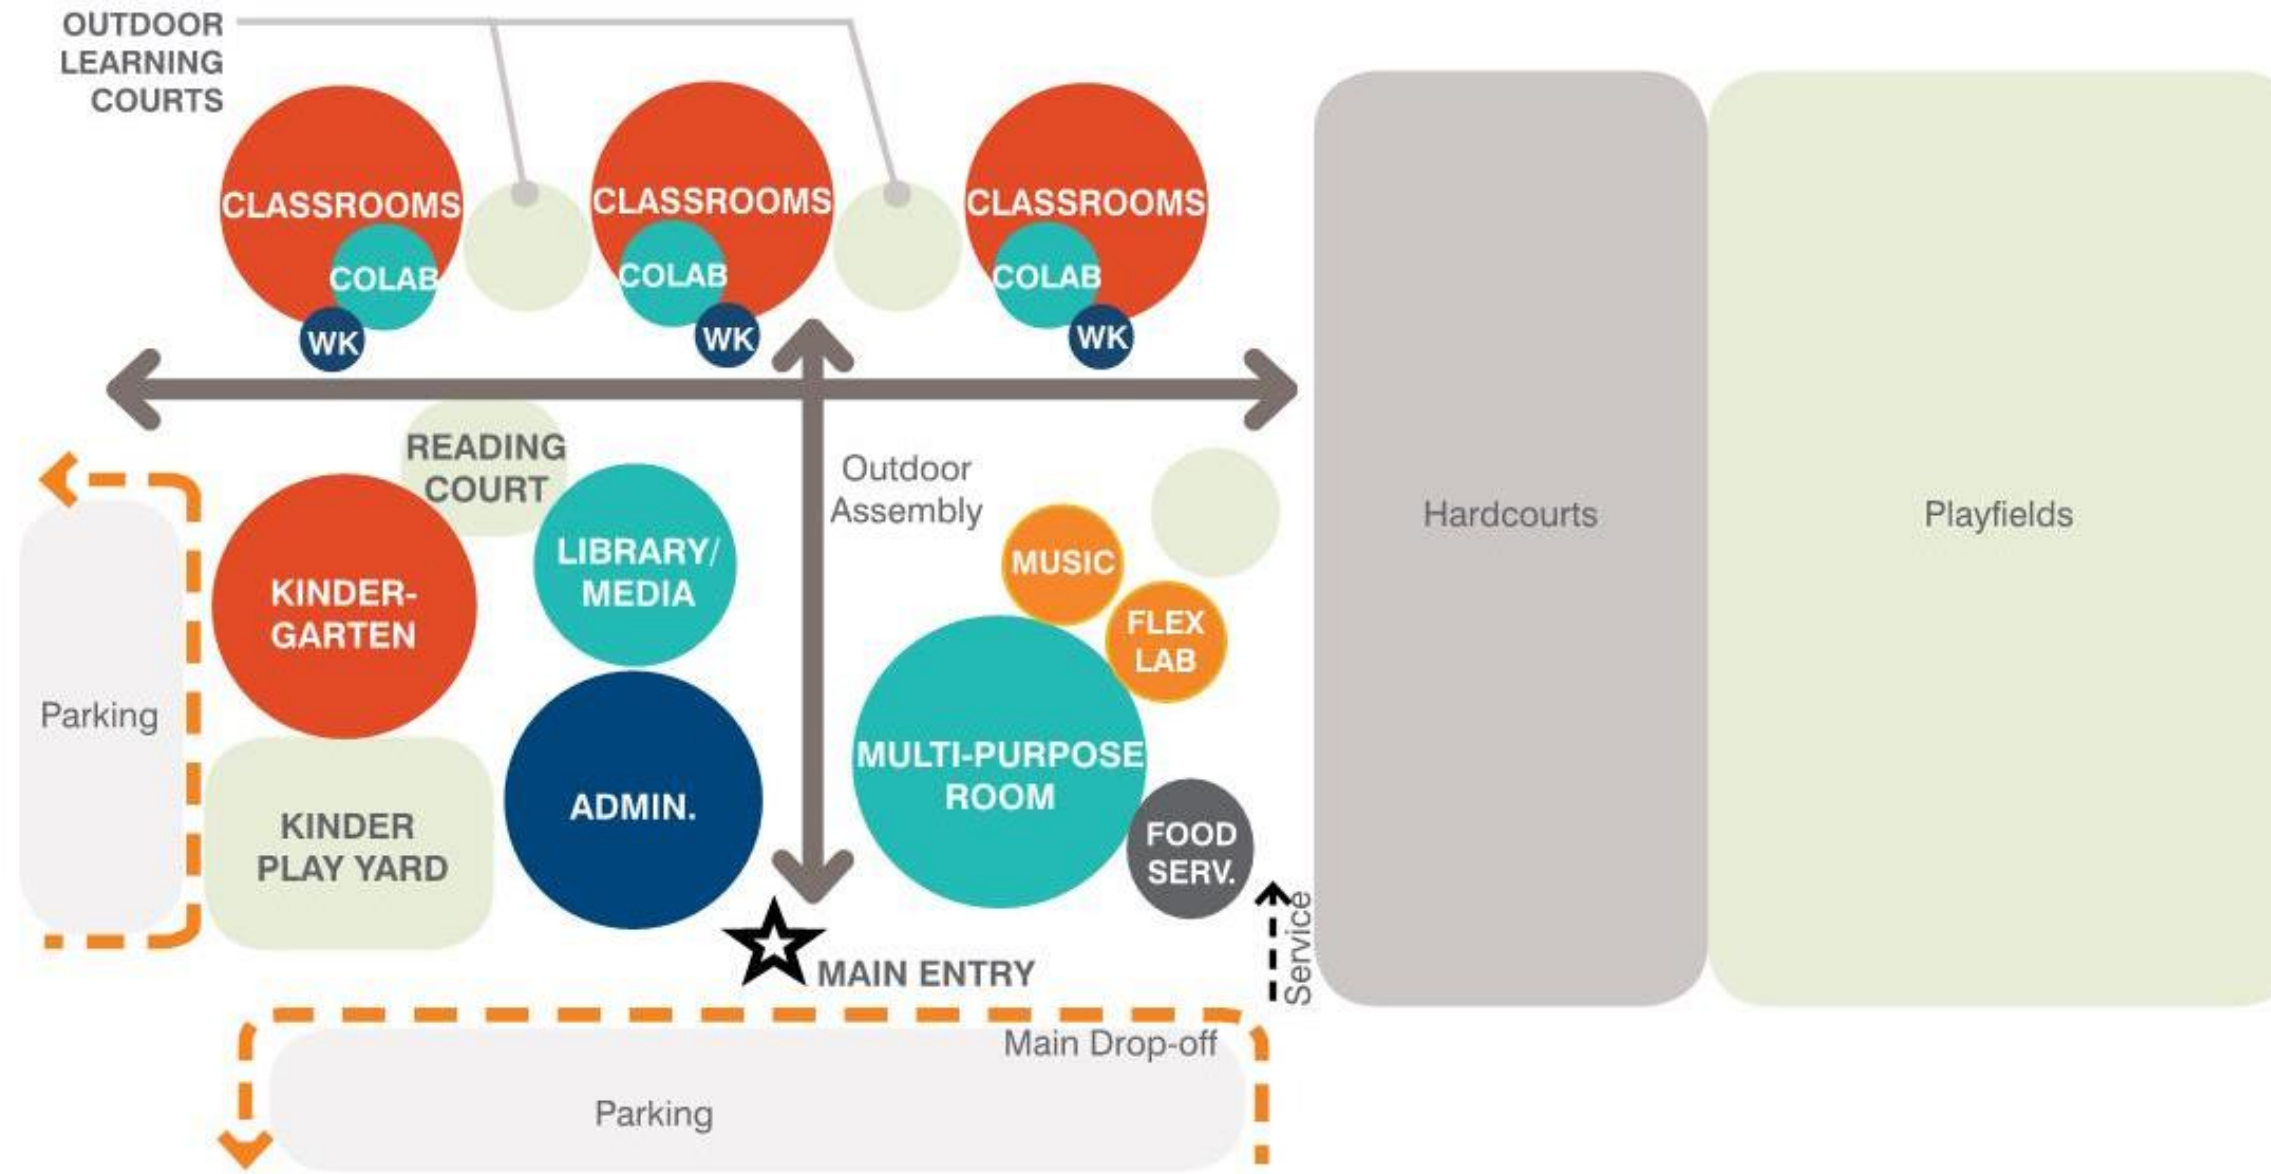 OUTDOOR
LEARNING
COURTS
CLASSROOMS
COLAB
WK
CLASSROOMS
COLAB
WK
CLASSROOMS
COLAB
WK
READING
COURT
Outdoor
Assembly
KINDER-
GARTEN
LIBRARY/
MEDIA
MUSIC
FLEX
LAB
Hardcourts
Playfields
Parking
KINDER
PLAY YARD
ADMIN.
MULTI-PURPOSE
ROOM
FOOD
SERV.
Service
MAIN ENTRY
Main Drop-off
Parking